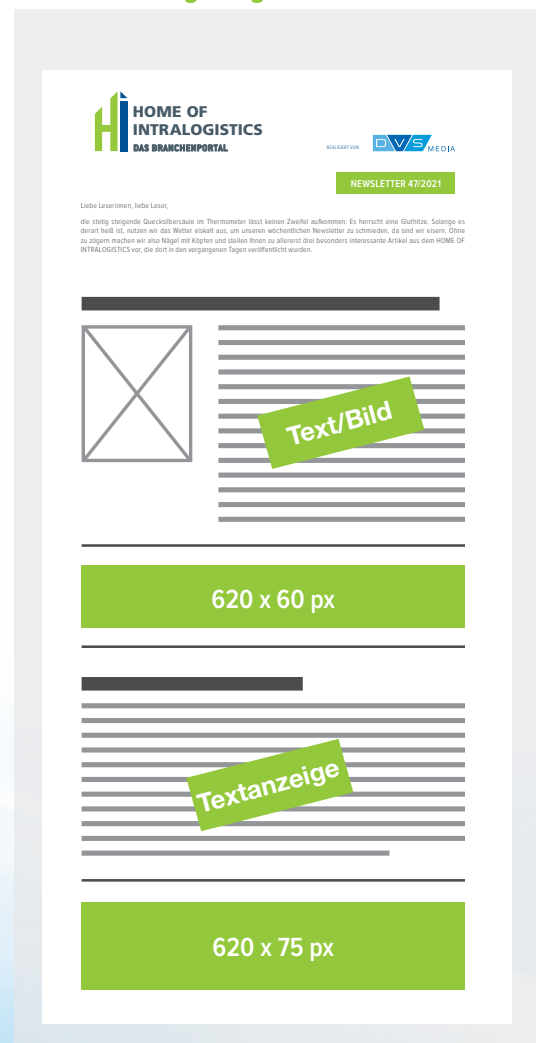 HOME OF
INTRALOGISTICS
DAS BRANCHENPORTAL
REALISIERT VON
DVS MEDIA
NEWSLETTER 47/2021
Liebe Leserinnen, liebe Leser,
die stetig steigende Quecksilbersäule im Thermometer lässt keinen Zweifel aufkommen: Es herrscht eine Gluthitze. Solange es
derart heiß ist, nutzen wir das Wetter eiskalt aus, um unseren wöchentlichen Newsletter zu schmieden, da sind wir eisern. Ohne
zu zögern machen wir also Nägel mit Köpfen und stellen Ihnen zu allererst drei besonders interessante Artikel aus dem HOME OF
INTRALOGISTICS vor, die dort in den vergangenen Tagen veröffentlicht wurden.
Text/Bild
620 x 60 px
Textanzeige
620 x 75 px